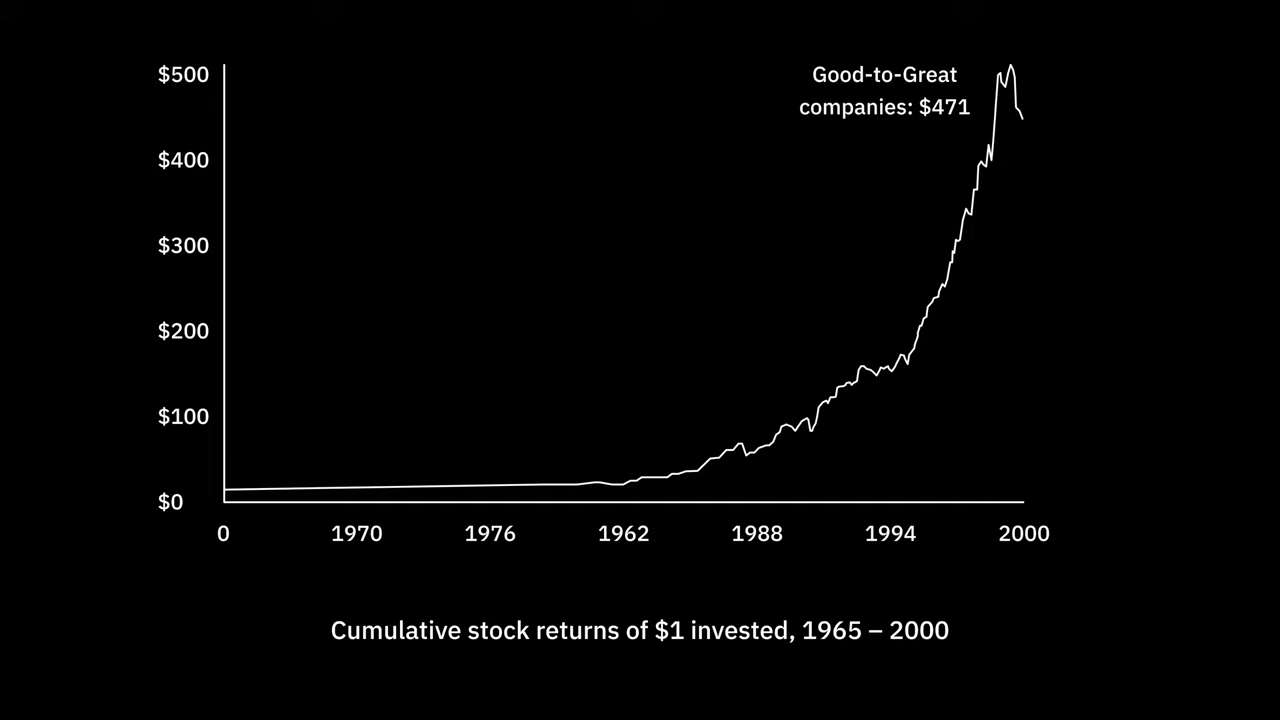 $500
Good-to-Great
companies: $471
$400
$300
$200
$100
$0
0 1970 1976 1962 1988 1994 2000
Cumulative stock returns of $1 invested, 1965 – 2000